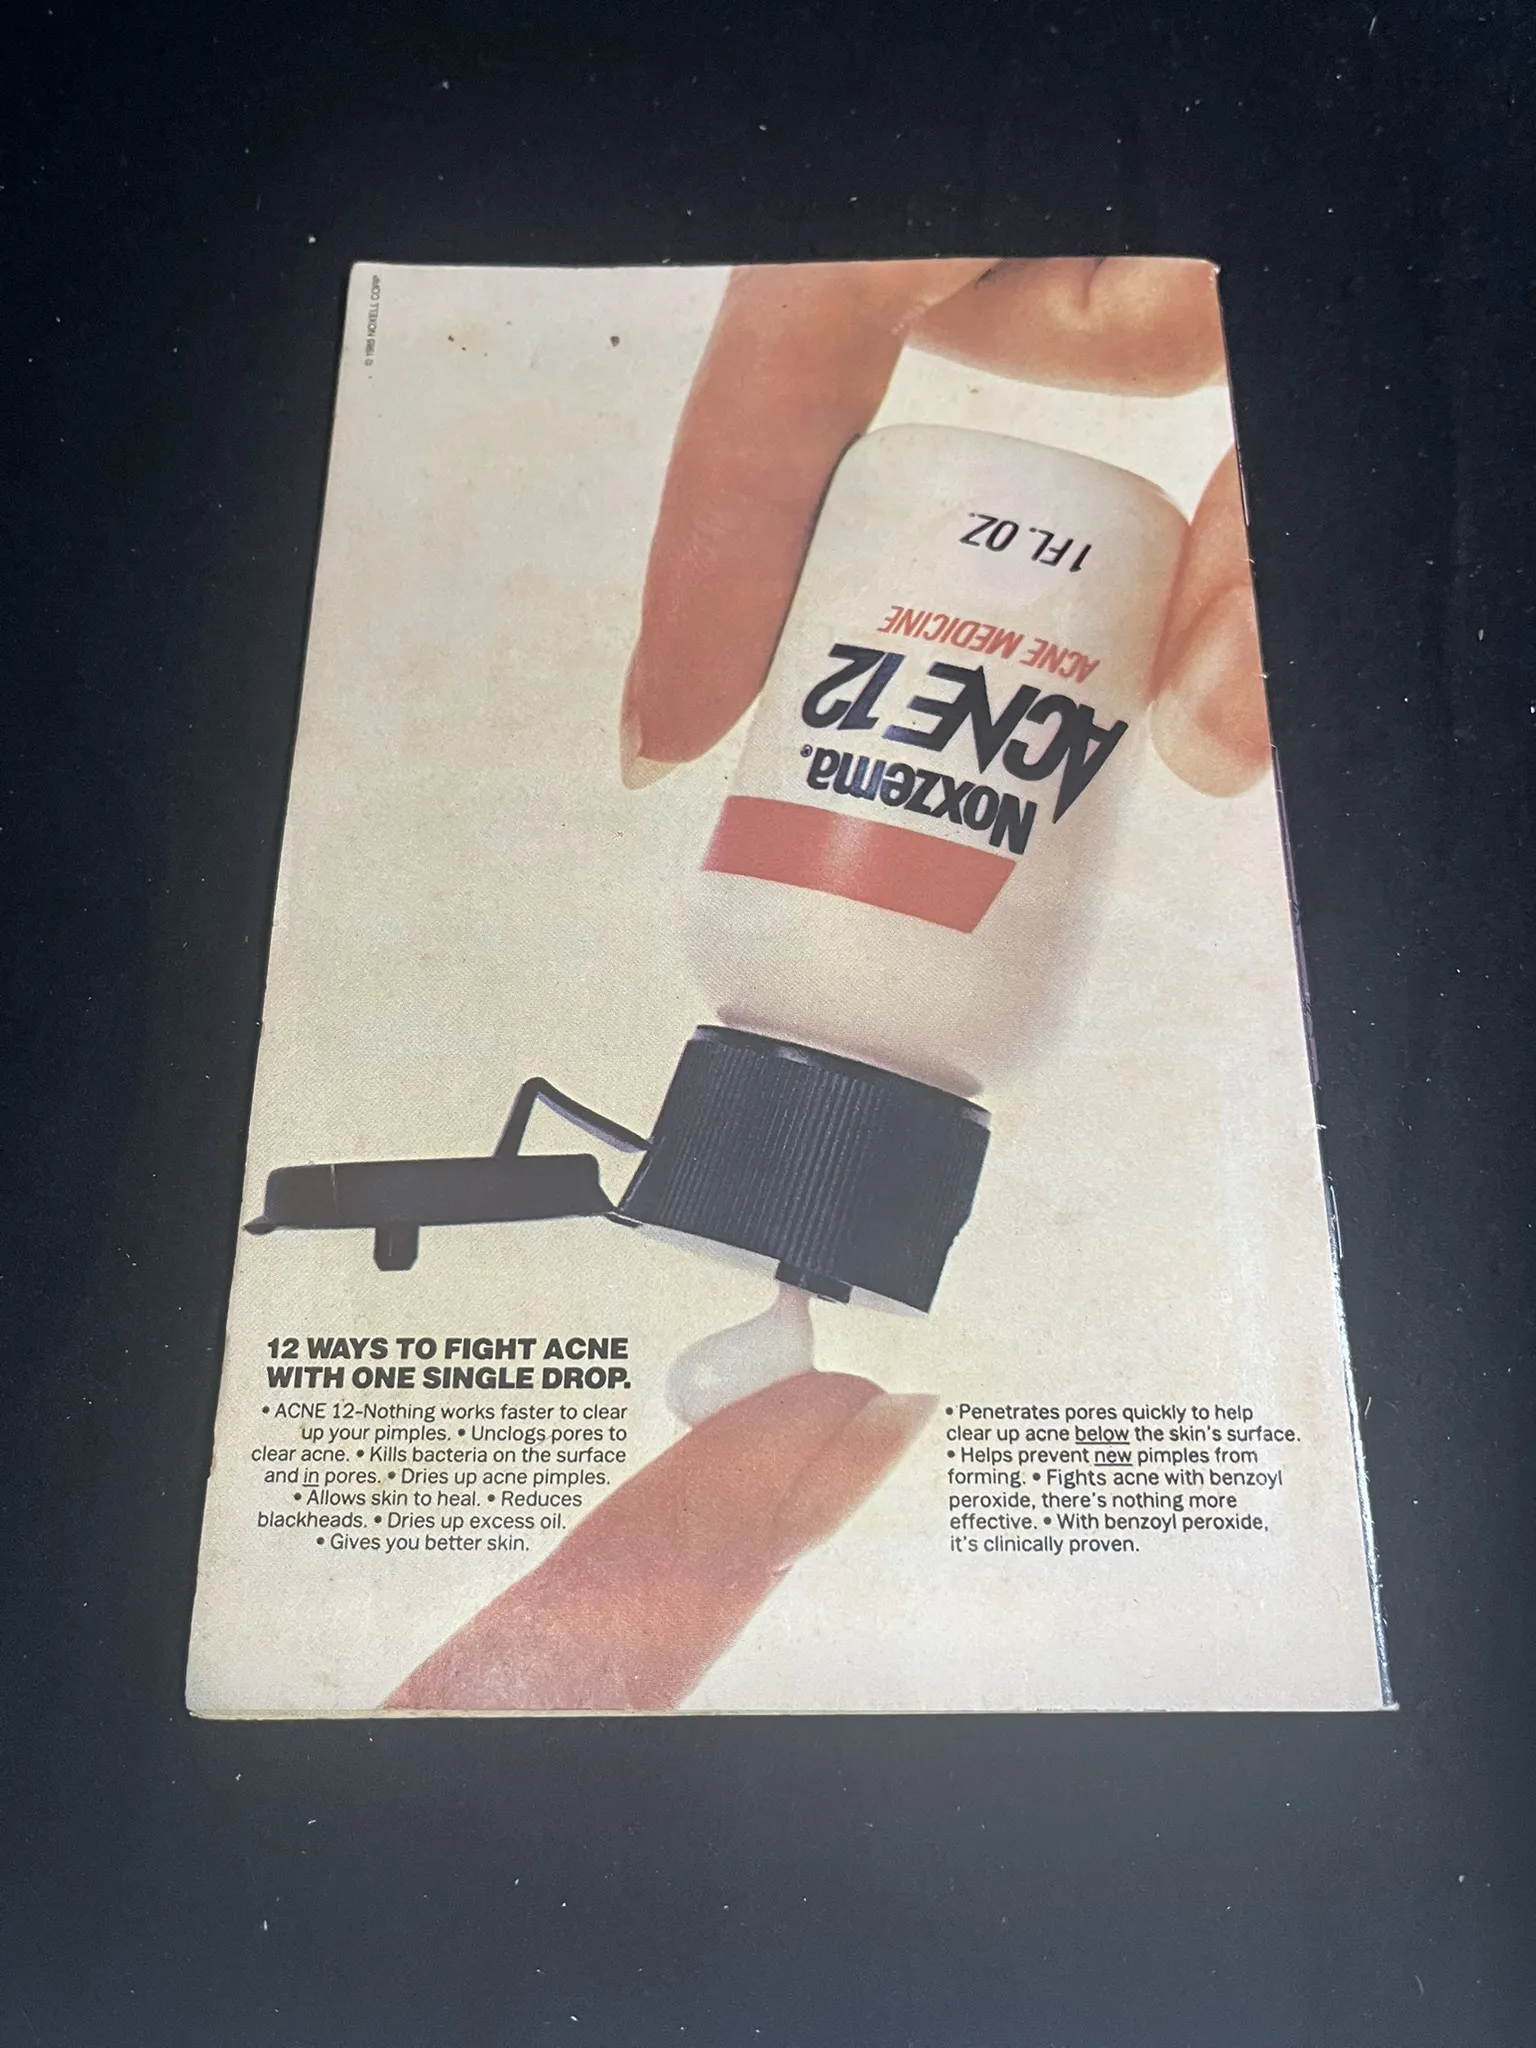 © 1985 NOXELL CORP
1 FL. OZ.
ACNE MEDICINE
ACNE 12
Noxzema®
12 WAYS TO FIGHT ACNE
WITH ONE SINGLE DROP.
• ACNE 12–Nothing works faster to clear
up your pimples. • Unclogs pores to
clear acne. • Kills bacteria on the surface
and in pores. • Dries up acne pimples.
• Allows skin to heal. • Reduces
blackheads. • Dries up excess oil.
• Gives you better skin.
• Penetrates pores quickly to help
clear up acne below the skin's surface.
• Helps prevent new pimples from
forming. • Fights acne with benzoyl
peroxide, there's nothing more
effective. • With benzoyl peroxide,
it's clinically proven.